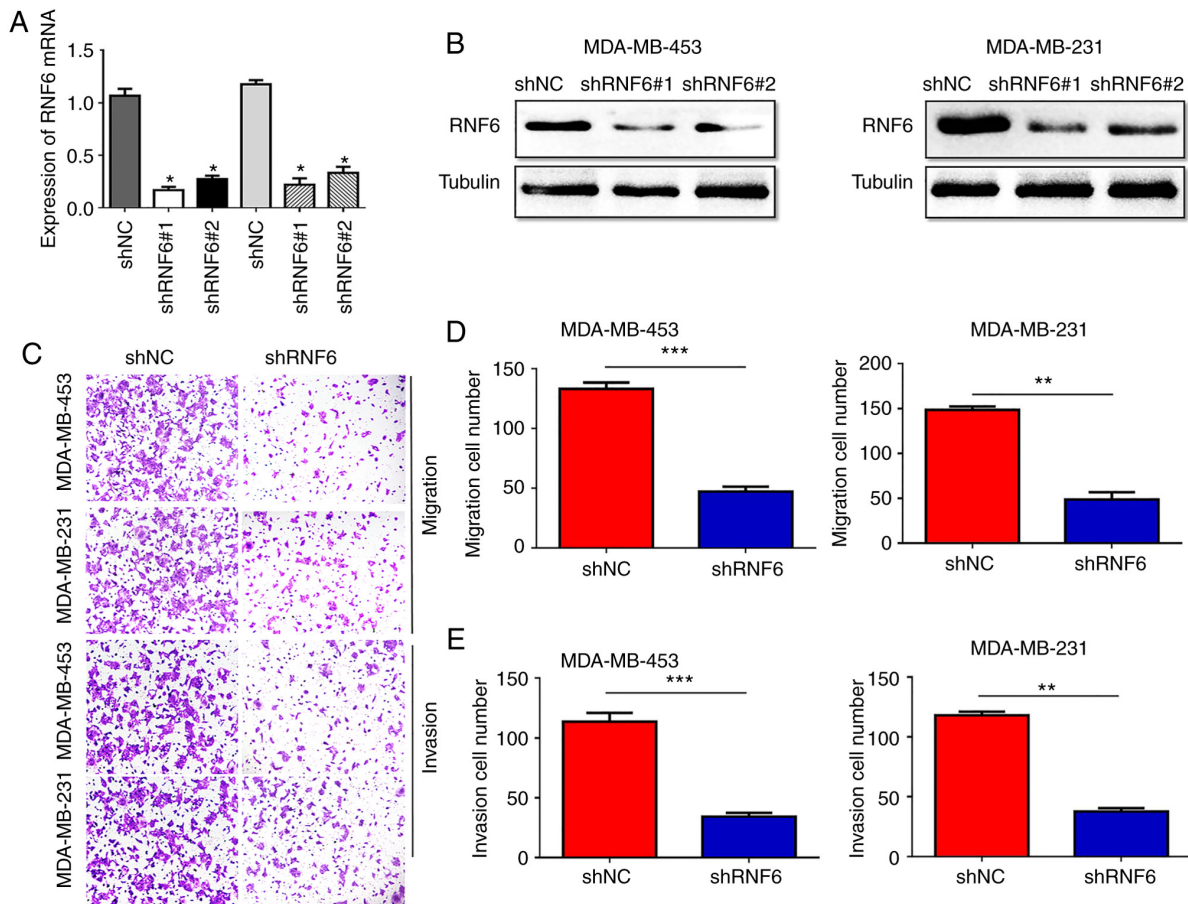 A
Expression of RNF6 mRNA
1.5
1.0
0.5
0.0
* * * *
shNC shRNF6#1 shRNF6#2 shNC shRNF6#1 shRNF6#2
B
MDA-MB-453
shNC shRNF6#1 shRNF6#2
RNF6
Tubulin
MDA-MB-231
shNC shRNF6#1 shRNF6#2
RNF6
Tubulin
C
shNC shRNF6
MDA-MB-453
MDA-MB-231
Migration
MDA-MB-453
MDA-MB-231
Invasion
D
MDA-MB-453
Migration cell number
150
100
50
0
***
shNC shRNF6
MDA-MB-231
Migration cell number
200
150
100
50
0
**
shNC shRNF6
E
MDA-MB-453
Invasion cell number
150
100
50
0
***
shNC shRNF6
MDA-MB-231
Invasion cell number
150
100
50
0
**
shNC shRNF6